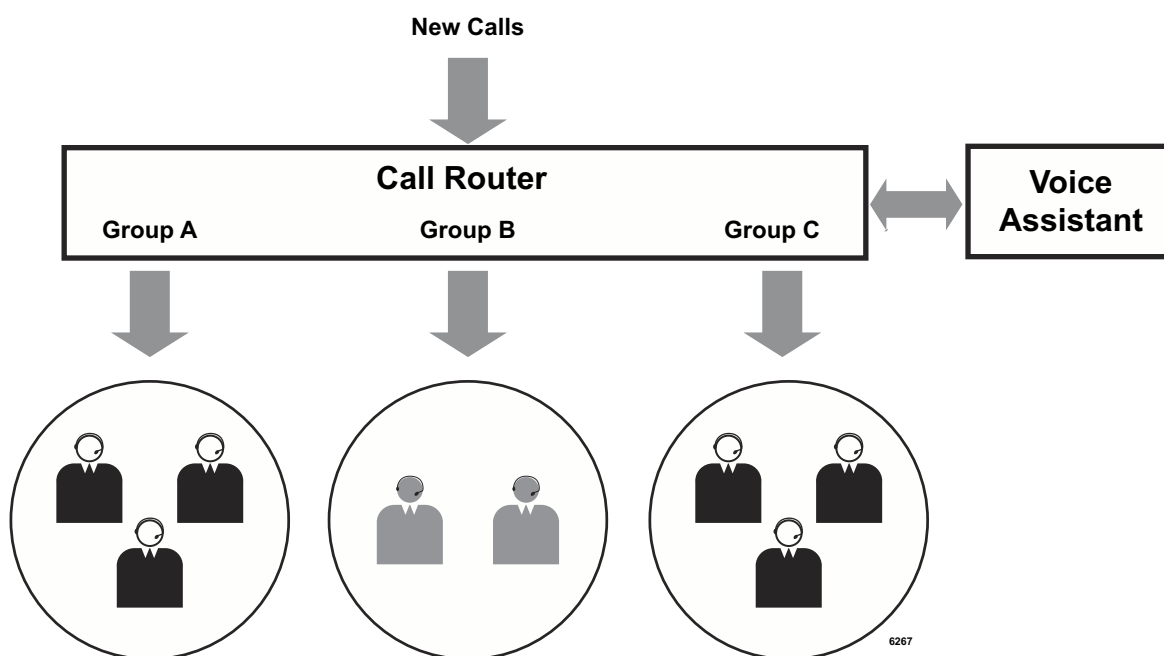 New Calls
Call Router
Voice
Assistant
Group A
Group B
Group C
6267